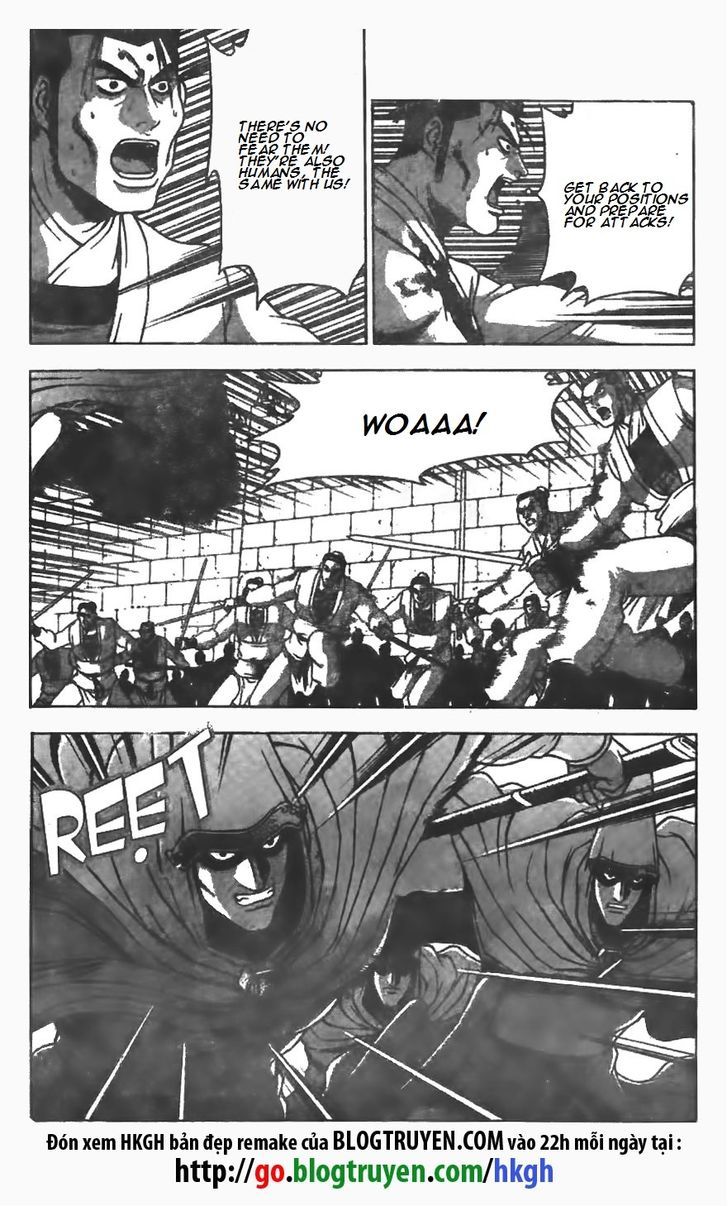 THERE'S NO
NEED TO
FEAR THEM!
THEY'RE ALSO
HUMANS, THE
SAME WITH US!
GET BACK TO
YOUR POSITIONS
AND PREPARE
FOR ATTACKS!
WOAAA!
REẸT
Đón xem HKGH bản đẹp remake của BLOGTRUYEN.COM vào 22h mỗi ngày tại :
http://go.blogtruyen.com/hkgh